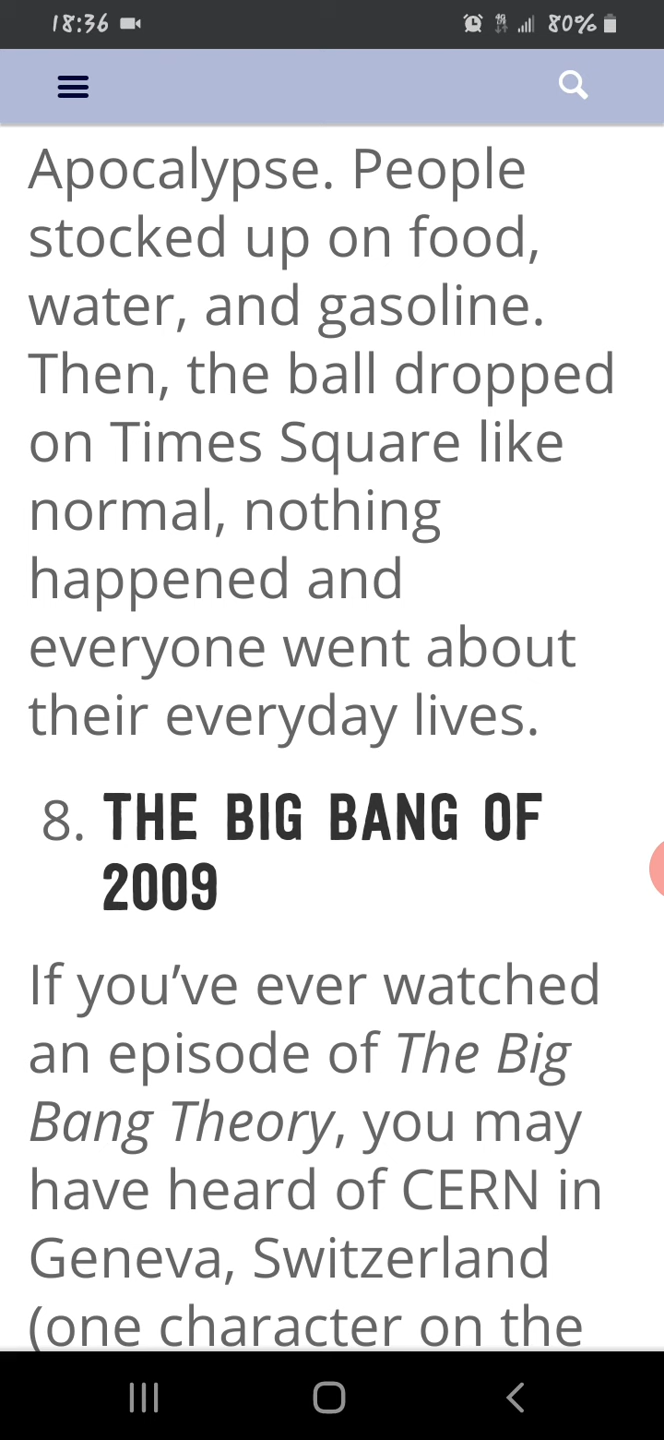 18:36
4G
80%
Apocalypse. People
stocked up on food,
water, and gasoline.
Then, the ball dropped
on Times Square like
normal, nothing
happened and
everyone went about
their everyday lives.
8. THE BIG BANG OF
2009
If you’ve ever watched
an episode of The Big
Bang Theory, you may
have heard of CERN in
Geneva, Switzerland
(one character on the